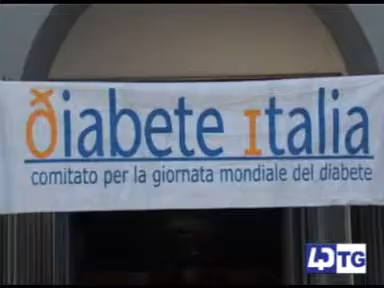 diabete Italia
comitato per la giornata mondiale del diabete
TG